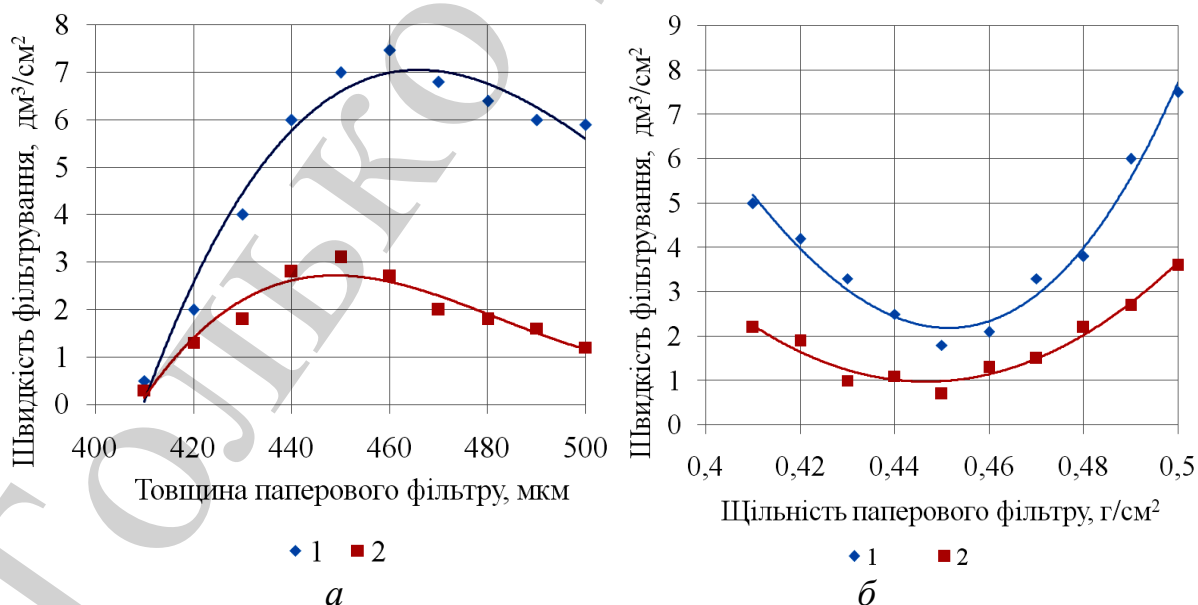 Швидкість фільтрування, дм³/см²
8
7
6
5
4
3
2
1
0
400 420 440 460 480 500
Товщина паперового фільтру, мкм
1 2
а
Швидкість фільтрування, дм³/см²
9
8
7
6
5
4
3
2
1
0
0,4 0,42 0,44 0,46 0,48 0,5
Щільність паперового фільтру, г/см²
1 2
б
ТОЛЬКО